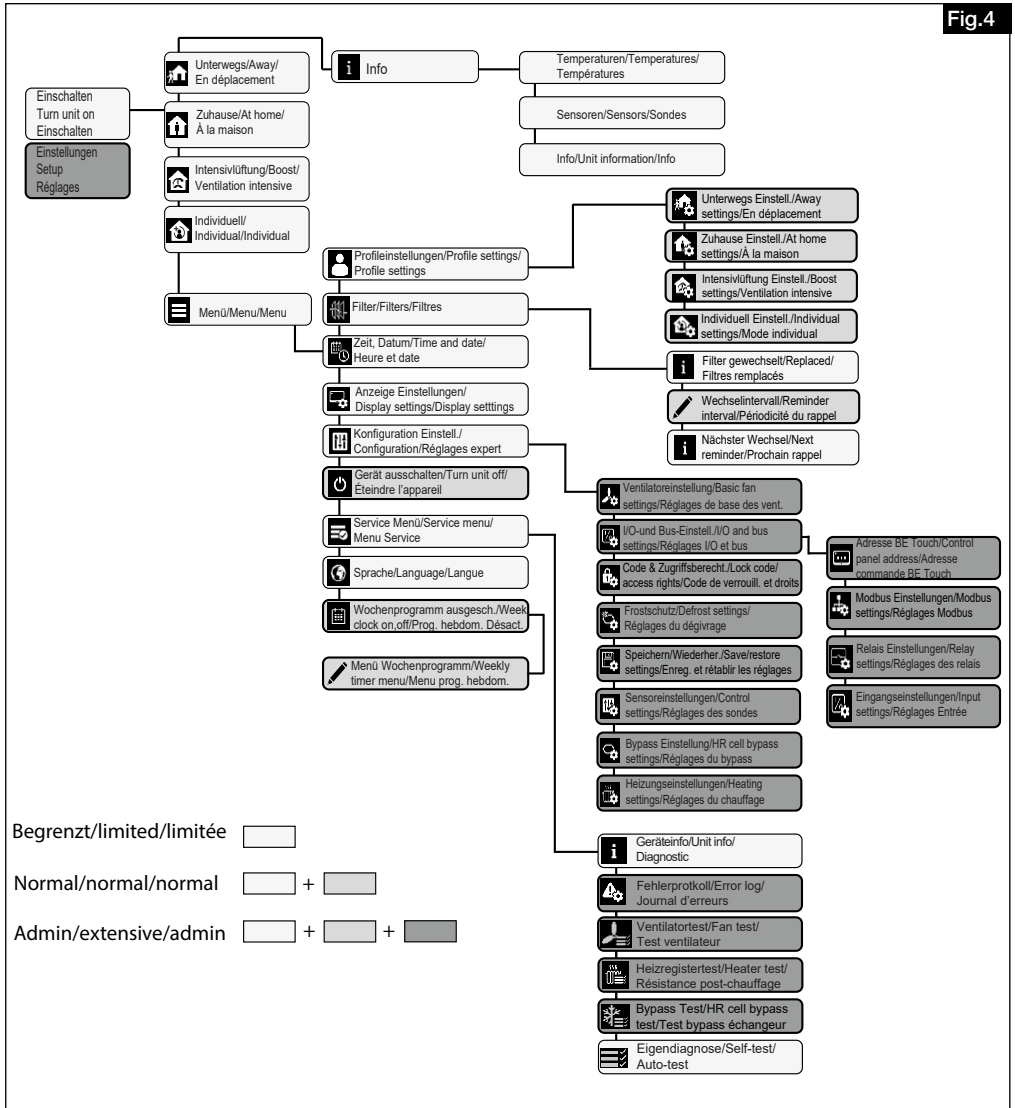 Fig.4
Einschalten
Turn unit on
Einschalten
Einstellungen
Setup
Réglages
Unterwegs/Away/
En déplacement
Zuhause/At home/
À la maison
Intensivlüftung/Boost/
Ventilation intensive
Individuell/
Individual/Individual
Menü/Menu/Menu
i Info
Temperaturen/Temperatures/
Températures
Sensoren/Sensors/Sondes
Info/Unit information/Info
Profileinstellungen/Profile settings/
Profile settings
Filter/Filters/Filtres
Zeit, Datum/Time and date/
Heure et date
Anzeige Einstellungen/
Display settings/Display setttings
Konfiguration Einstell./
Configuration/Réglages expert
Gerät ausschalten/Turn unit off/
Éteindre l'appareil
Service Menü/Service menu/
Menu Service
Sprache/Language/Langue
Wochenprogramm ausgesch./Week
clock on,off/Prog. hebdom. Désact.
Menü Wochenprogramm/Weekly
timer menu/Menu prog. hebdom.
Unterwegs Einstell./Away
settings/En déplacement
Zuhause Einstell./At home
settings/À la maison
Intensivlüftung Einstell./Boost
settings/Ventilation intensive
Individuell Einstell./Individual
settings/Mode individual
i Filter gewechselt/Replaced/
Filtres remplacés
Wechselintervall/Reminder
interval/Périodicité du rappel
i Nächster Wechsel/Next
reminder/Prochain rappel
Ventilatoreinstellung/Basic fan
settings/Réglages de base des vent.
I/O-und Bus-Einstell./I/O and bus
settings/Réglages I/O et bus
Code & Zugriffsberecht./Lock code/
access rights/Code de verrouill. et droits
Frostschutz/Defrost settings/
Réglages du dégivrage
Speichern/Wiederher./Save/restore
settings/Enreg. et rétablir les réglages
Sensoreinstellungen/Control
settings/Réglages des sondes
Bypass Einstellung/HR cell bypass
settings/Réglages du bypass
Heizungseinstellungen/Heating
settings/Réglages du chauffage
Adresse BE Touch/Control
panel address/Adresse
commande BE Touch
Modbus Einstellungen/Modbus
settings/Réglages Modbus
Relais Einstellungen/Relay
settings/Réglages des relais
Eingangseinstellungen/Input
settings/Réglages Entrée
i Geräteinfo/Unit info/
Diagnostic
Fehlerprotkoll/Error log/
Journal d'erreurs
Ventilatortest/Fan test/
Test ventilateur
Heizregistertest/Heater test/
Résistance post-chauffage
Bypass Test/HR cell bypass
test/Test bypass échangeur
Eigendiagnose/Self-test/
Auto-test
Begrenzt/limited/limitée
Normal/normal/normal +
Admin/extensive/admin + +